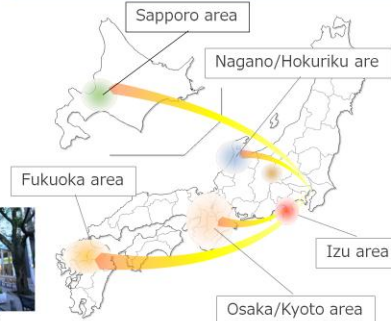 Sapporo area
Nagano/Hokuriku are
Fukuoka area
Izu area
Osaka/Kyoto area